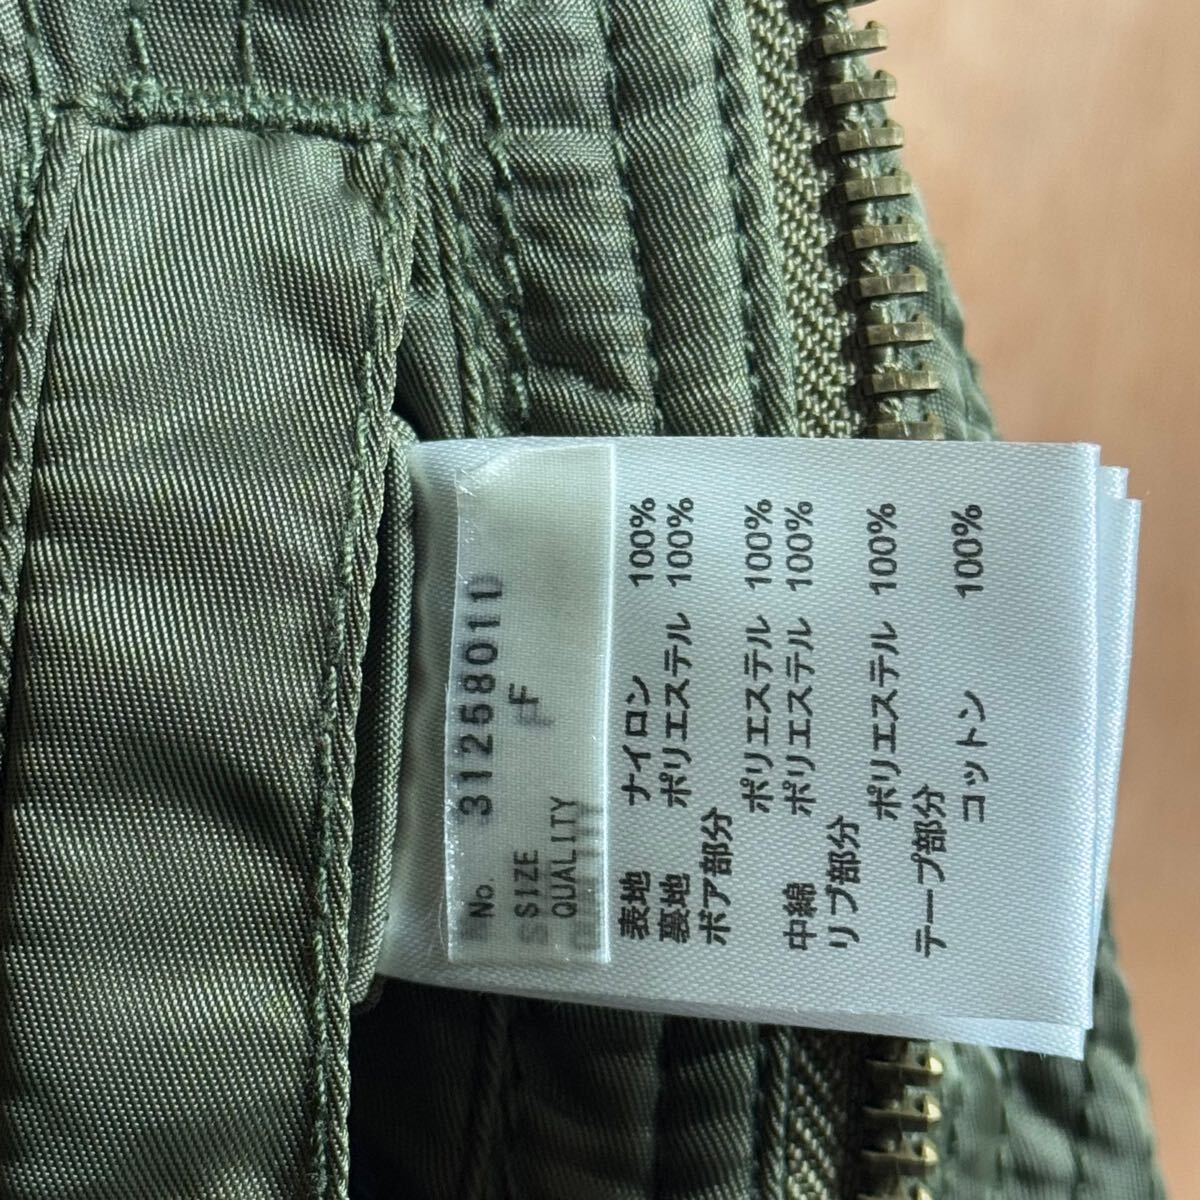 No. 31258011
SIZE F
QUALITY
表地 ナイロン 100%
裏地 ポリエステル 100%
ボア部分
ポリエステル 100%
中綿 ポリエステル 100%
リブ部分
ポリエステル 100%
テープ部分
コットン 100%